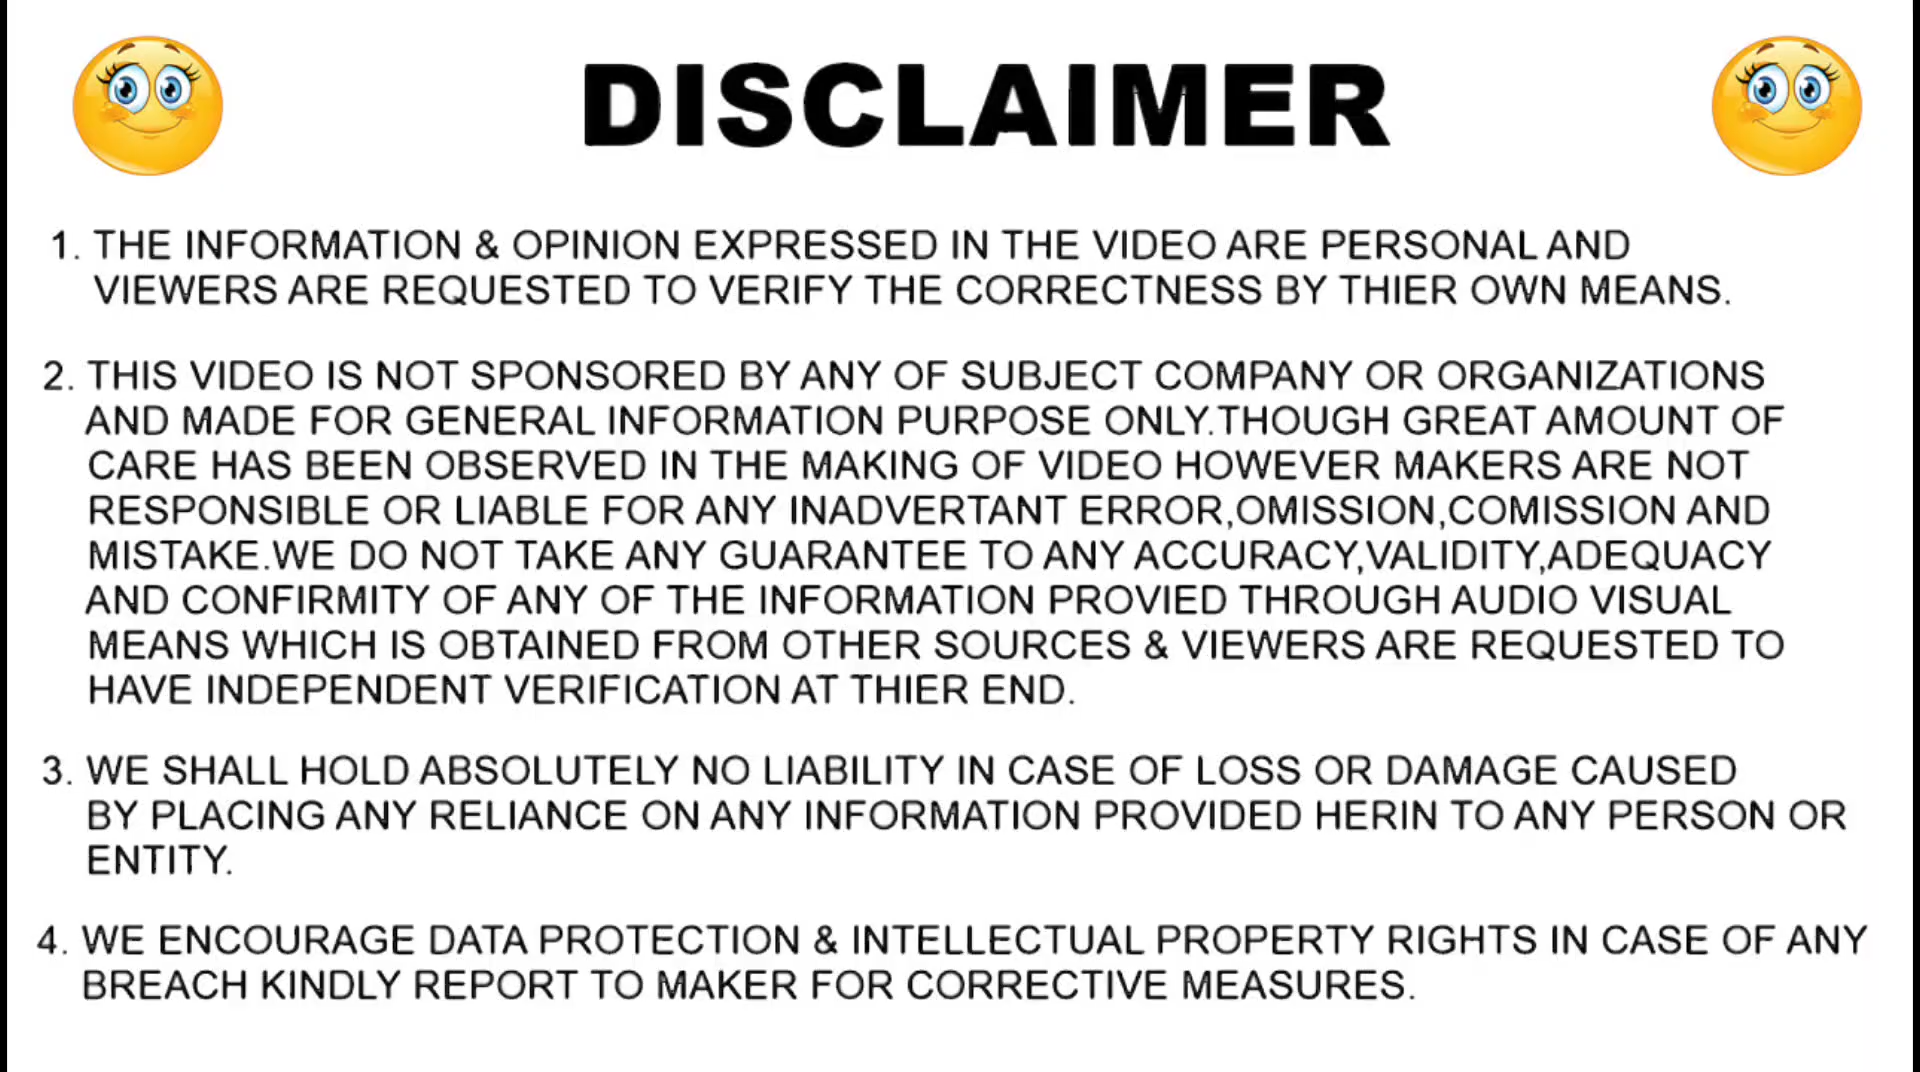 DISCLAIMER
1. THE INFORMATION & OPINION EXPRESSED IN THE VIDEO ARE PERSONAL AND
VIEWERS ARE REQUESTED TO VERIFY THE CORRECTNESS BY THIER OWN MEANS.
2. THIS VIDEO IS NOT SPONSORED BY ANY OF SUBJECT COMPANY OR ORGANIZATIONS
AND MADE FOR GENERAL INFORMATION PURPOSE ONLY.THOUGH GREAT AMOUNT OF
CARE HAS BEEN OBSERVED IN THE MAKING OF VIDEO HOWEVER MAKERS ARE NOT
RESPONSIBLE OR LIABLE FOR ANY INADVERTANT ERROR,OMISSION,COMISSION AND
MISTAKE.WE DO NOT TAKE ANY GUARANTEE TO ANY ACCURACY,VALIDITY,ADEQUACY
AND CONFIRMITY OF ANY OF THE INFORMATION PROVIED THROUGH AUDIO VISUAL
MEANS WHICH IS OBTAINED FROM OTHER SOURCES & VIEWERS ARE REQUESTED TO
HAVE INDEPENDENT VERIFICATION AT THIER END.
3. WE SHALL HOLD ABSOLUTELY NO LIABILITY IN CASE OF LOSS OR DAMAGE CAUSED
BY PLACING ANY RELIANCE ON ANY INFORMATION PROVIDED HERIN TO ANY PERSON OR
ENTITY.
4. WE ENCOURAGE DATA PROTECTION & INTELLECTUAL PROPERTY RIGHTS IN CASE OF ANY
BREACH KINDLY REPORT TO MAKER FOR CORRECTIVE MEASURES.